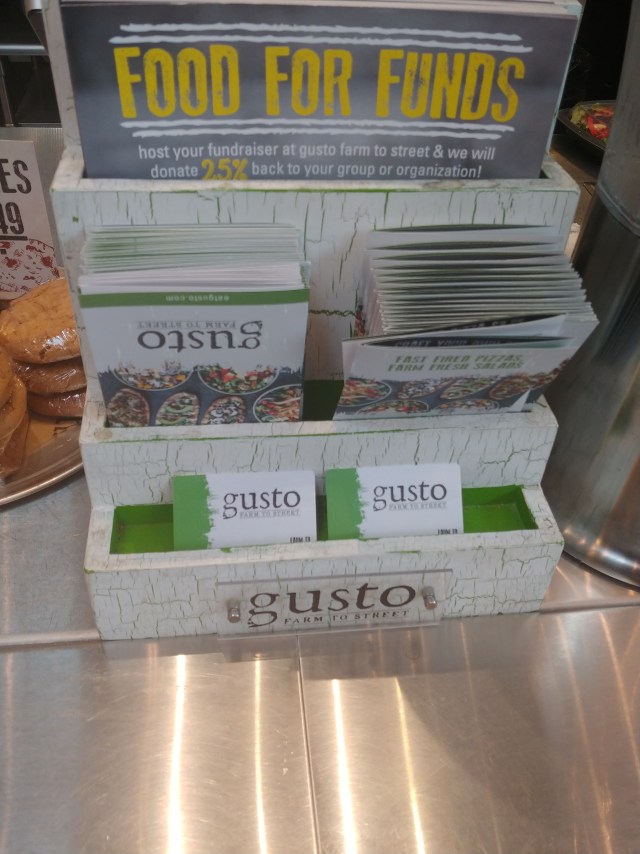 FOOD FOR FUNDS
host your fundraiser at gusto farm to street & we will
donate 25% back to your group or organization!
ES
49
eatgusto.com
gusto
FARM TO STREET
FAST FIRED PIZZAS,
FARM FRESH SALADS
gusto
FARM TO STREET
gusto
FARM TO STREET
gusto
FARM TO STREET